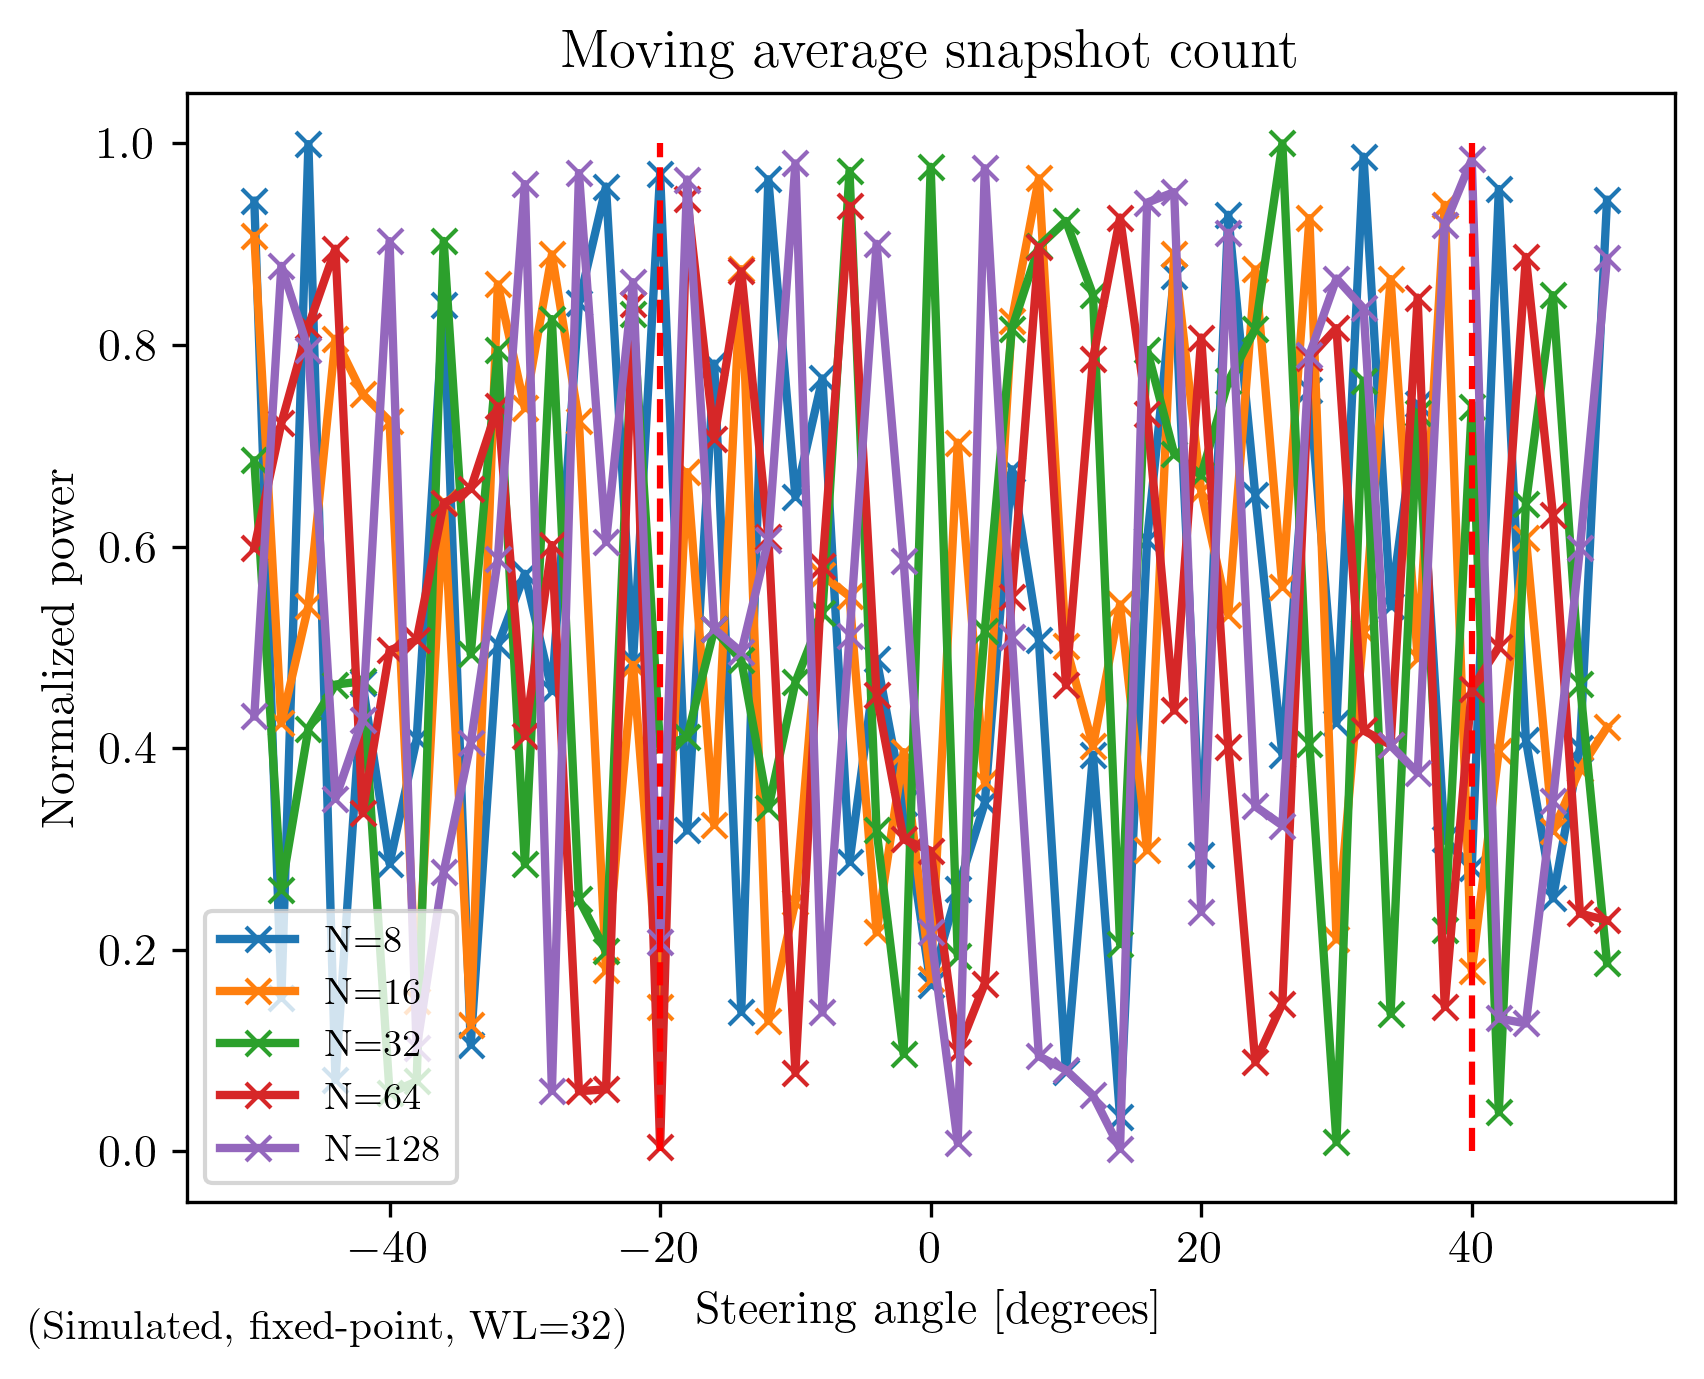 Moving average snapshot count
Normalized power
1.0
0.8
0.6
0.4
0.2
0.0
N=8
N=16
N=32
N=64
N=128
−40
−20
0
20
40
Steering angle [degrees]
(Simulated, fixed-point, WL=32)